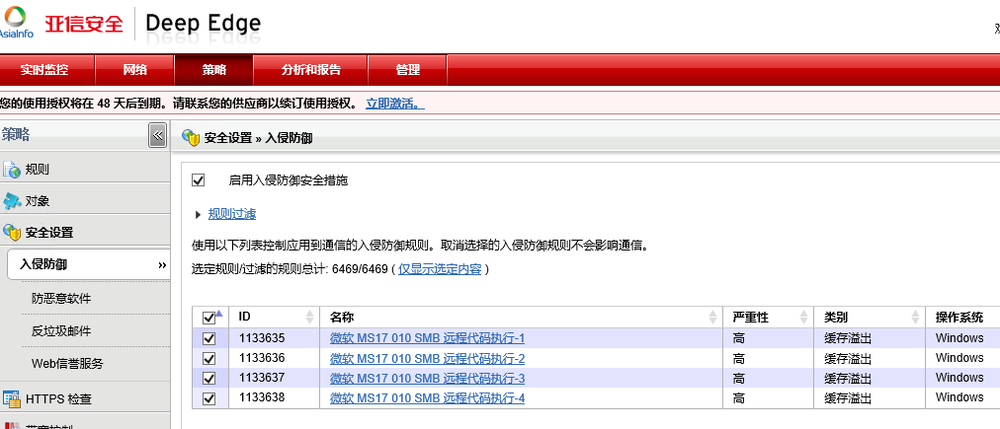 AsiaInfo 亚信安全 Deep Edge
实时监控 网络 策略 分析和报告 管理
您的使用授权将在 48 天后到期。请联系您的供应商以续订使用授权。 立即激活。
策略 « 安全设置 » 入侵防御
规则
对象
安全设置
入侵防御 »
防恶意软件
反垃圾邮件
Web信誉服务
HTTPS 检查
启用入侵防御安全措施
规则过滤
使用以下列表控制应用到通信的入侵防御规则。取消选择的入侵防御规则不会影响通信。
选定规则/过滤的规则总计: 6469/6469 ( 仅显示选定内容 )
ID 名称 严重性 类别 操作系统
1133635 微软 MS17 010 SMB 远程代码执行-1 高 缓存溢出 Windows
1133636 微软 MS17 010 SMB 远程代码执行-2 高 缓存溢出 Windows
1133637 微软 MS17 010 SMB 远程代码执行-3 高 缓存溢出 Windows
1133638 微软 MS17 010 SMB 远程代码执行-4 高 缓存溢出 Windows